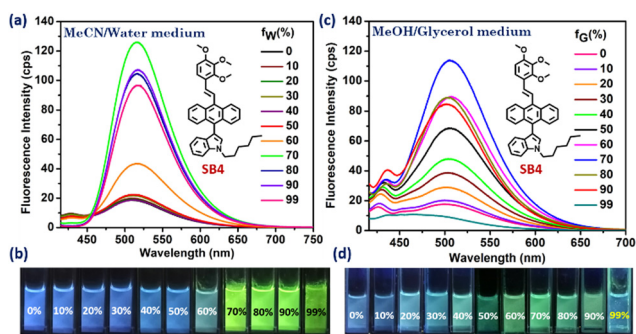 (a)
MeCN/Water medium
f_W(%)
0
10
20
30
40
50
60
70
80
90
99
SB4
O
O
O
N
Fluorescence Intensity (cps)
140
120
100
80
60
40
20
0
450 500 550 600 650 700 750
Wavelength (nm)
(c)
MeOH/Glycerol medium
f_G(%)
0
10
20
30
40
50
60
70
80
90
99
SB4
O
O
O
N
Fluorescence Intensity (cps)
140
120
100
80
60
40
20
0
450 500 550 600 650 700
Wavelength (nm)
(b)
0% 10% 20% 30% 40% 50% 60% 70% 80% 90% 99%
(d)
0% 10% 20% 30% 40% 50% 60% 70% 80% 90% 99%